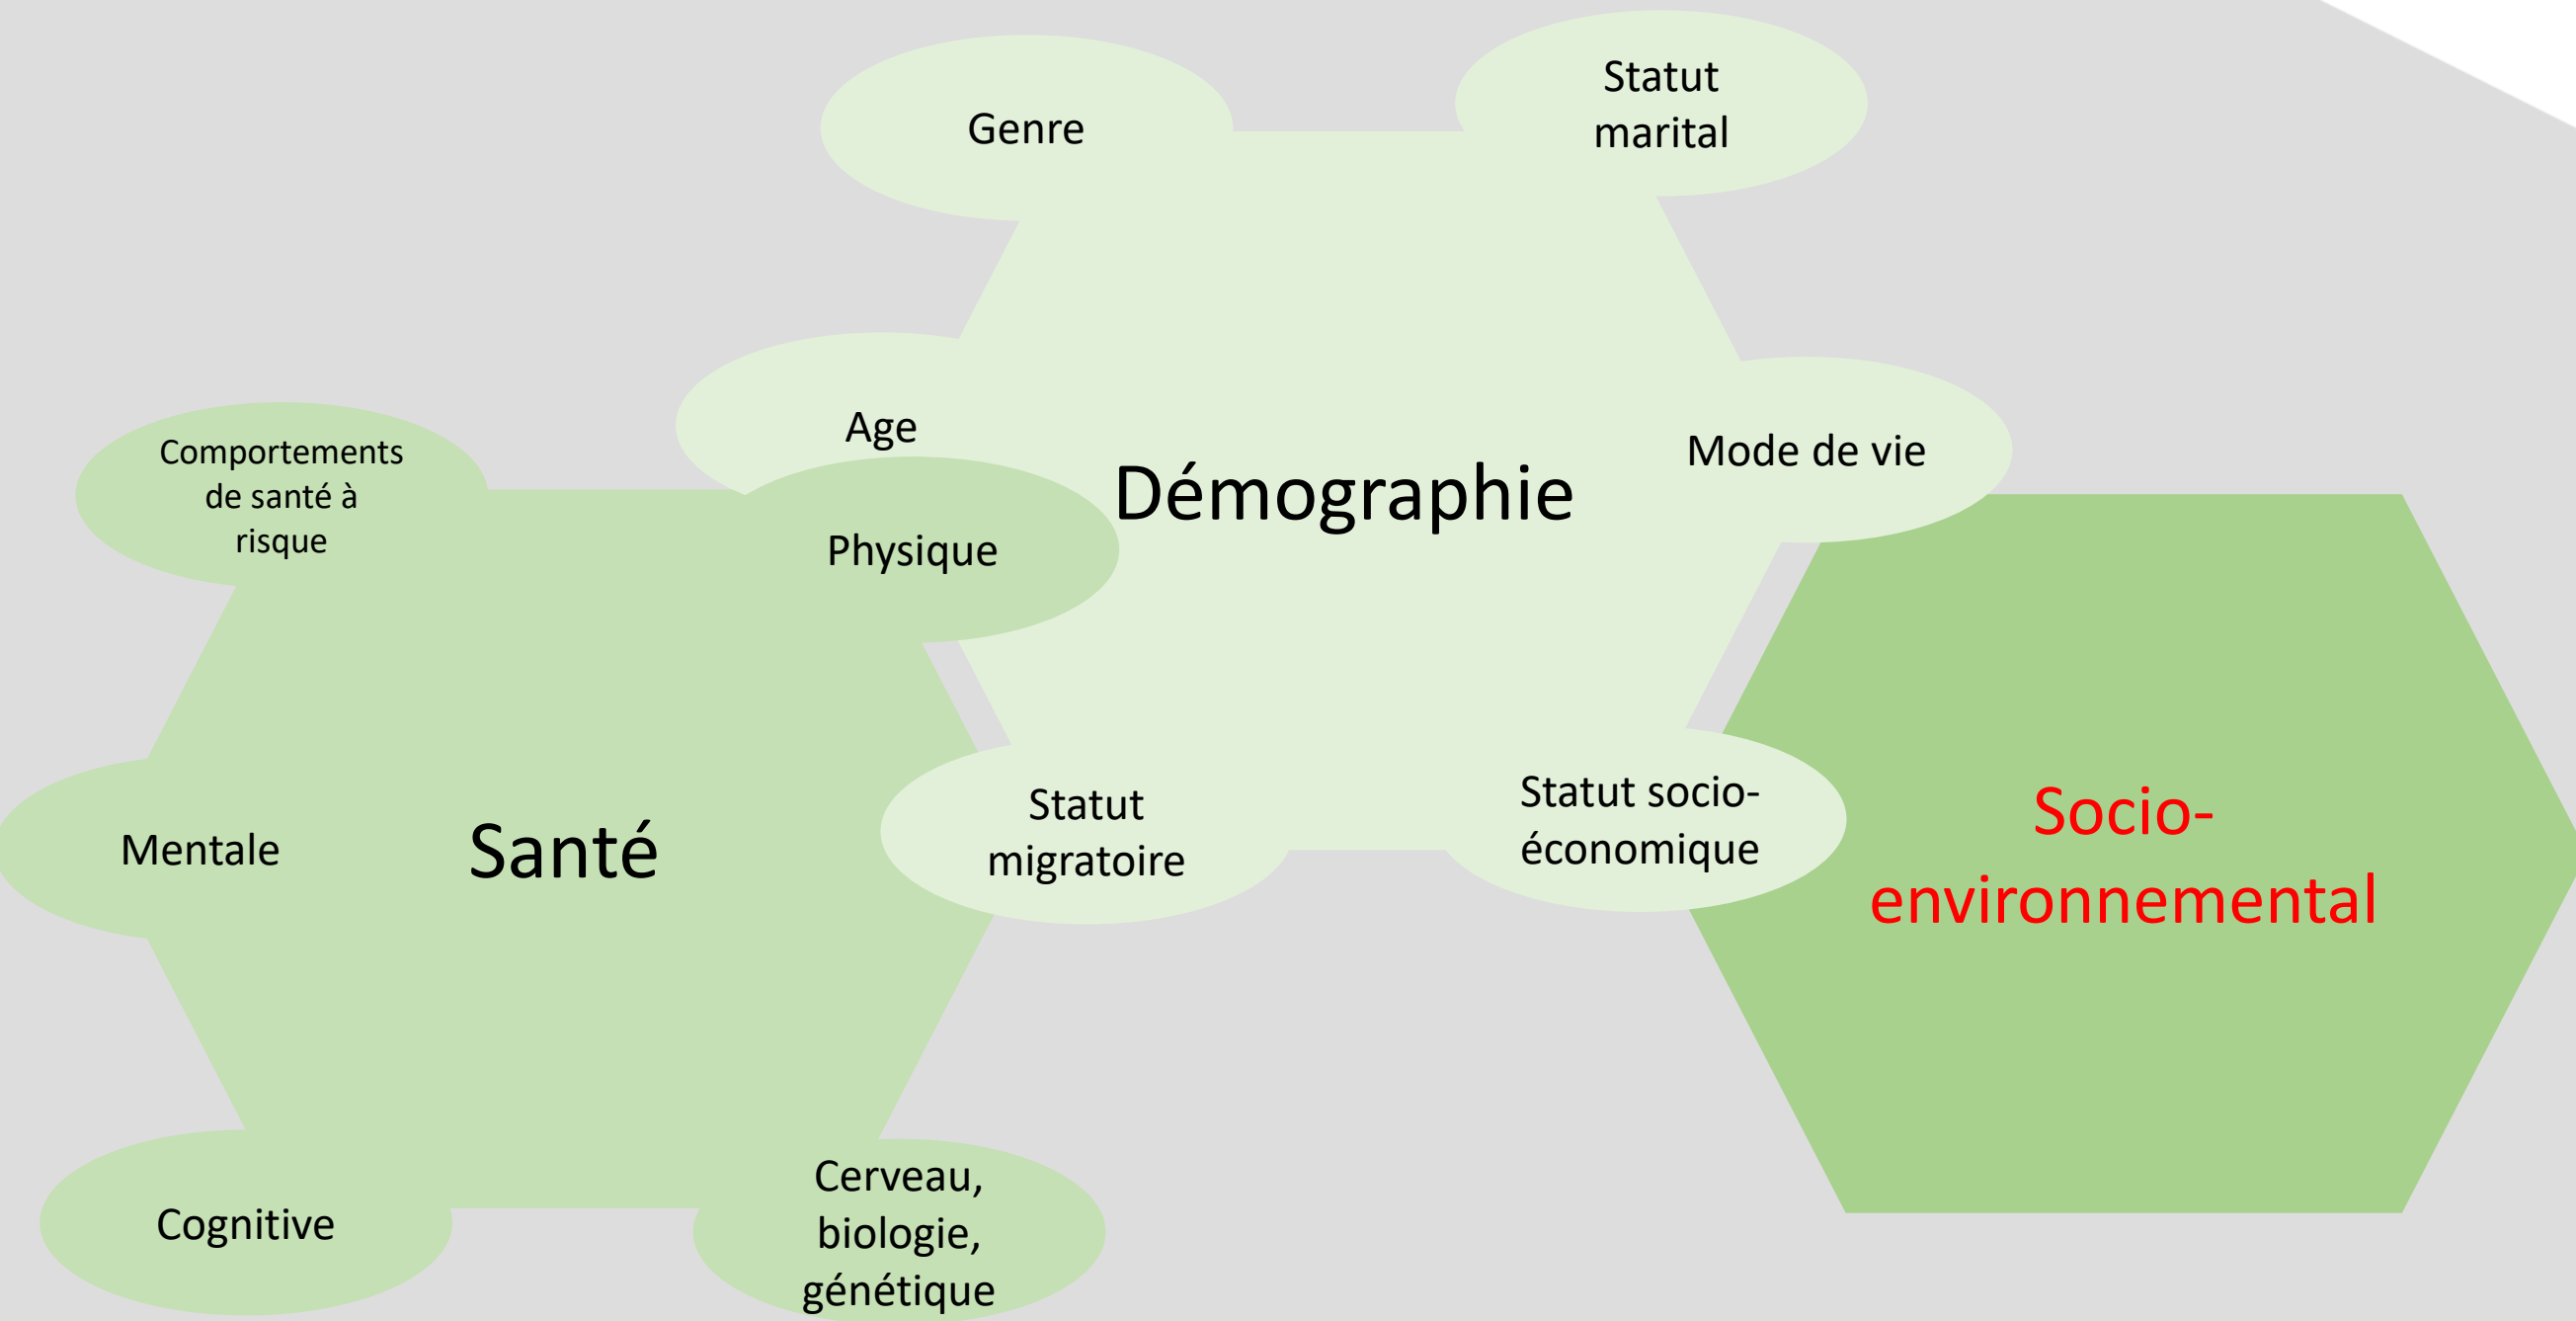 Genre
Statut
marital
Age
Mode de vie
Démographie
Comportements
de santé à
risque
Physique
Statut
migratoire
Statut socio-
économique
Mentale
Santé
Socio-
environnemental
Cognitive
Cerveau,
biologie,
génétique